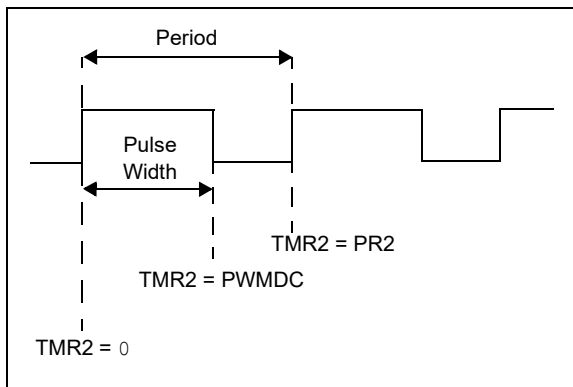 Period
Pulse
Width
TMR2 = PR2
TMR2 = PWMDC
TMR2 = 0